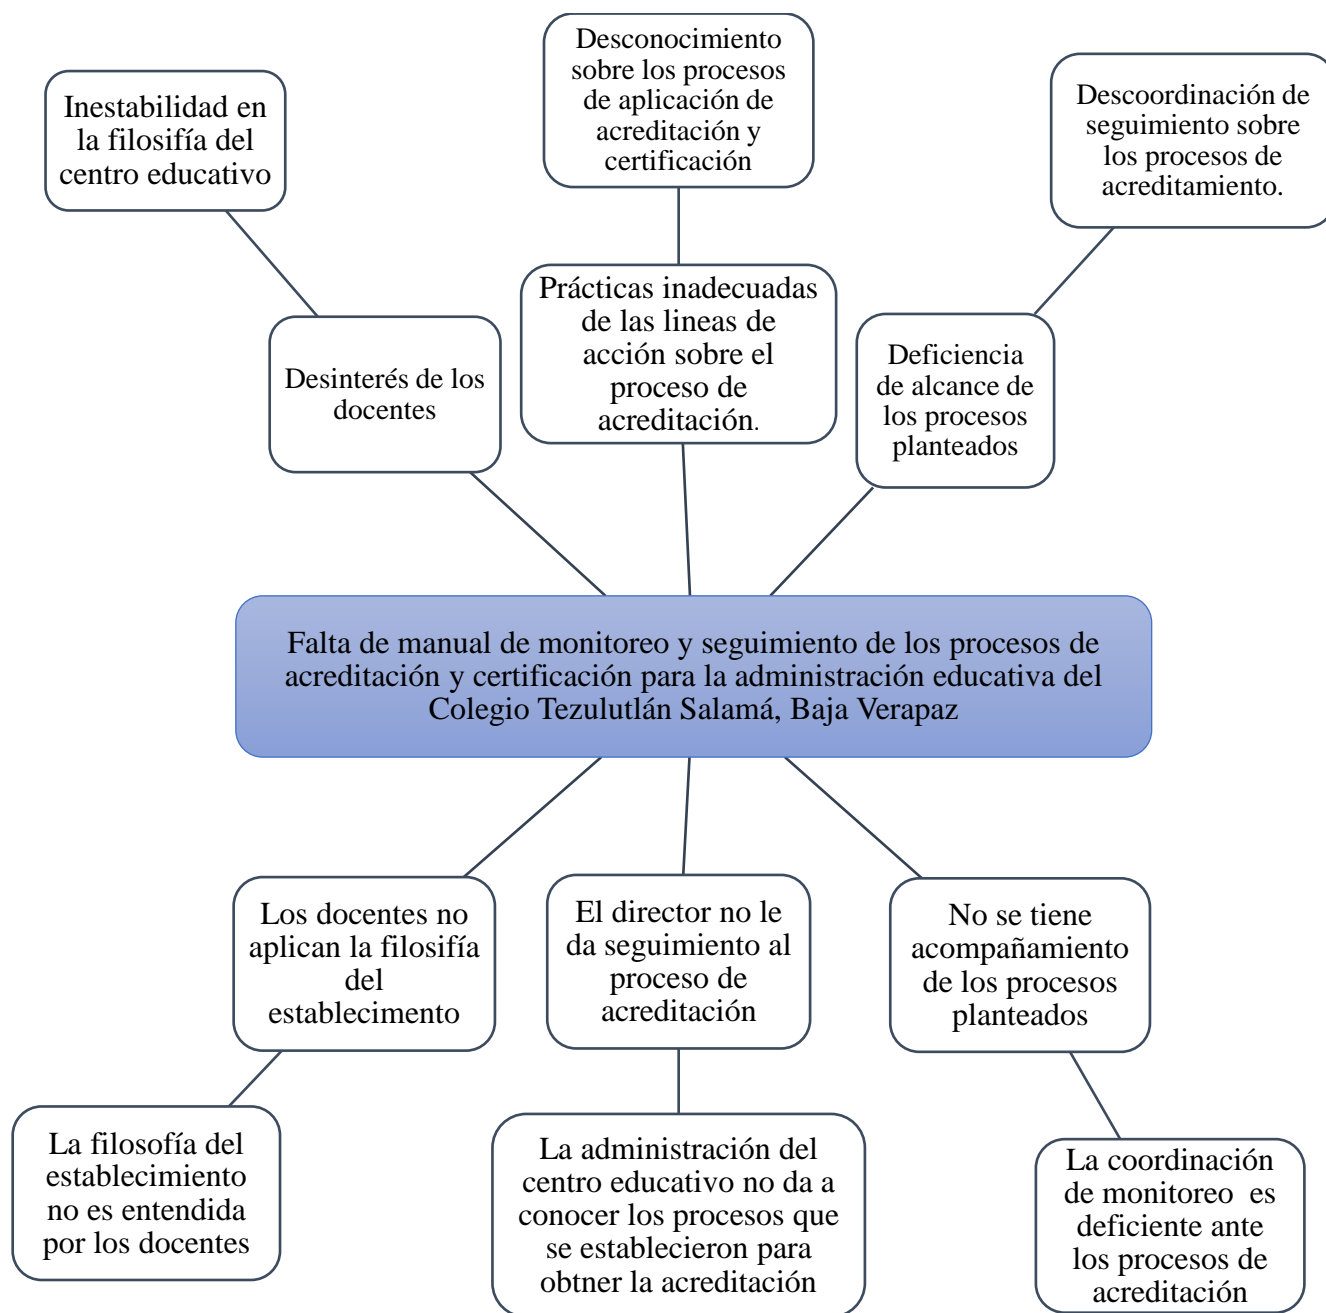 Desconocimiento
sobre los procesos
de aplicación de
acreditación y
certificación
Inestabilidad en
la filosifía del
centro educativo
Descoordinación de
seguimiento sobre
los procesos de
acreditamiento.
Desinterés de los
docentes
Prácticas inadecuadas
de las lineas de
acción sobre el
proceso de
acreditación.
Deficiencia
de alcance de
los procesos
planteados
Falta de manual de monitoreo y seguimiento de los procesos de
acreditación y certificación para la administración educativa del
Colegio Tezulutlán Salamá, Baja Verapaz
Los docentes no
aplican la filosifía
del
establecimento
El director no le
da seguimiento al
proceso de
acreditación
No se tiene
acompañamiento
de los procesos
planteados
La filosofía del
establecimiento
no es entendida
por los docentes
La administración del
centro educativo no da a
conocer los procesos que
se establecieron para
obtner la acreditación
La coordinación
de monitoreo  es
deficiente ante
los procesos de
acreditación